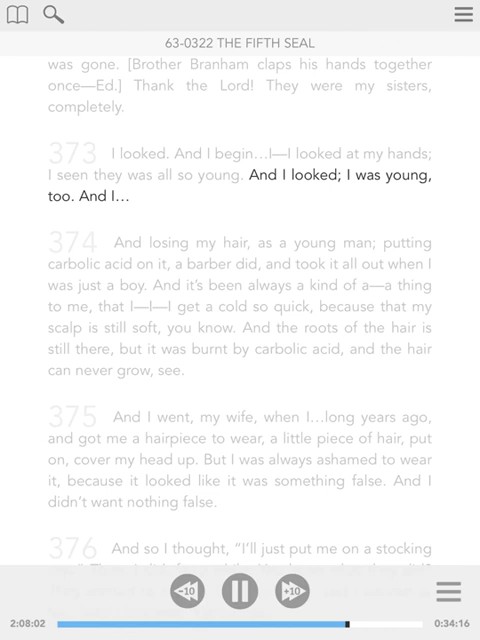 63-0322 THE FIFTH SEAL
was gone. [Brother Branham claps his hands together
once—Ed.] Thank the Lord! They were my sisters,
completely.
373 I looked. And I begin…I—I looked at my hands;
I seen they was all so young. And I looked; I was young,
too. And I…
374 And losing my hair, as a young man; putting
carbolic acid on it, a barber did, and took it all out when I
was just a boy. And it's been always a kind of a—a thing
to me, that I—I—I get a cold so quick, because that my
scalp is still soft, you know. And the roots of the hair is
still there, but it was burnt by carbolic acid, and the hair
can never grow, see.
375 And I went, my wife, when I…long years ago,
and got me a hairpiece to wear, a little piece of hair, put
on, cover my head up. But I was always ashamed to wear
it, because it looked like it was something false. And I
didn't want nothing false.
376 And so I thought, "I'll just put me on a stocking
-10
+10
2:08:02
0:34:16